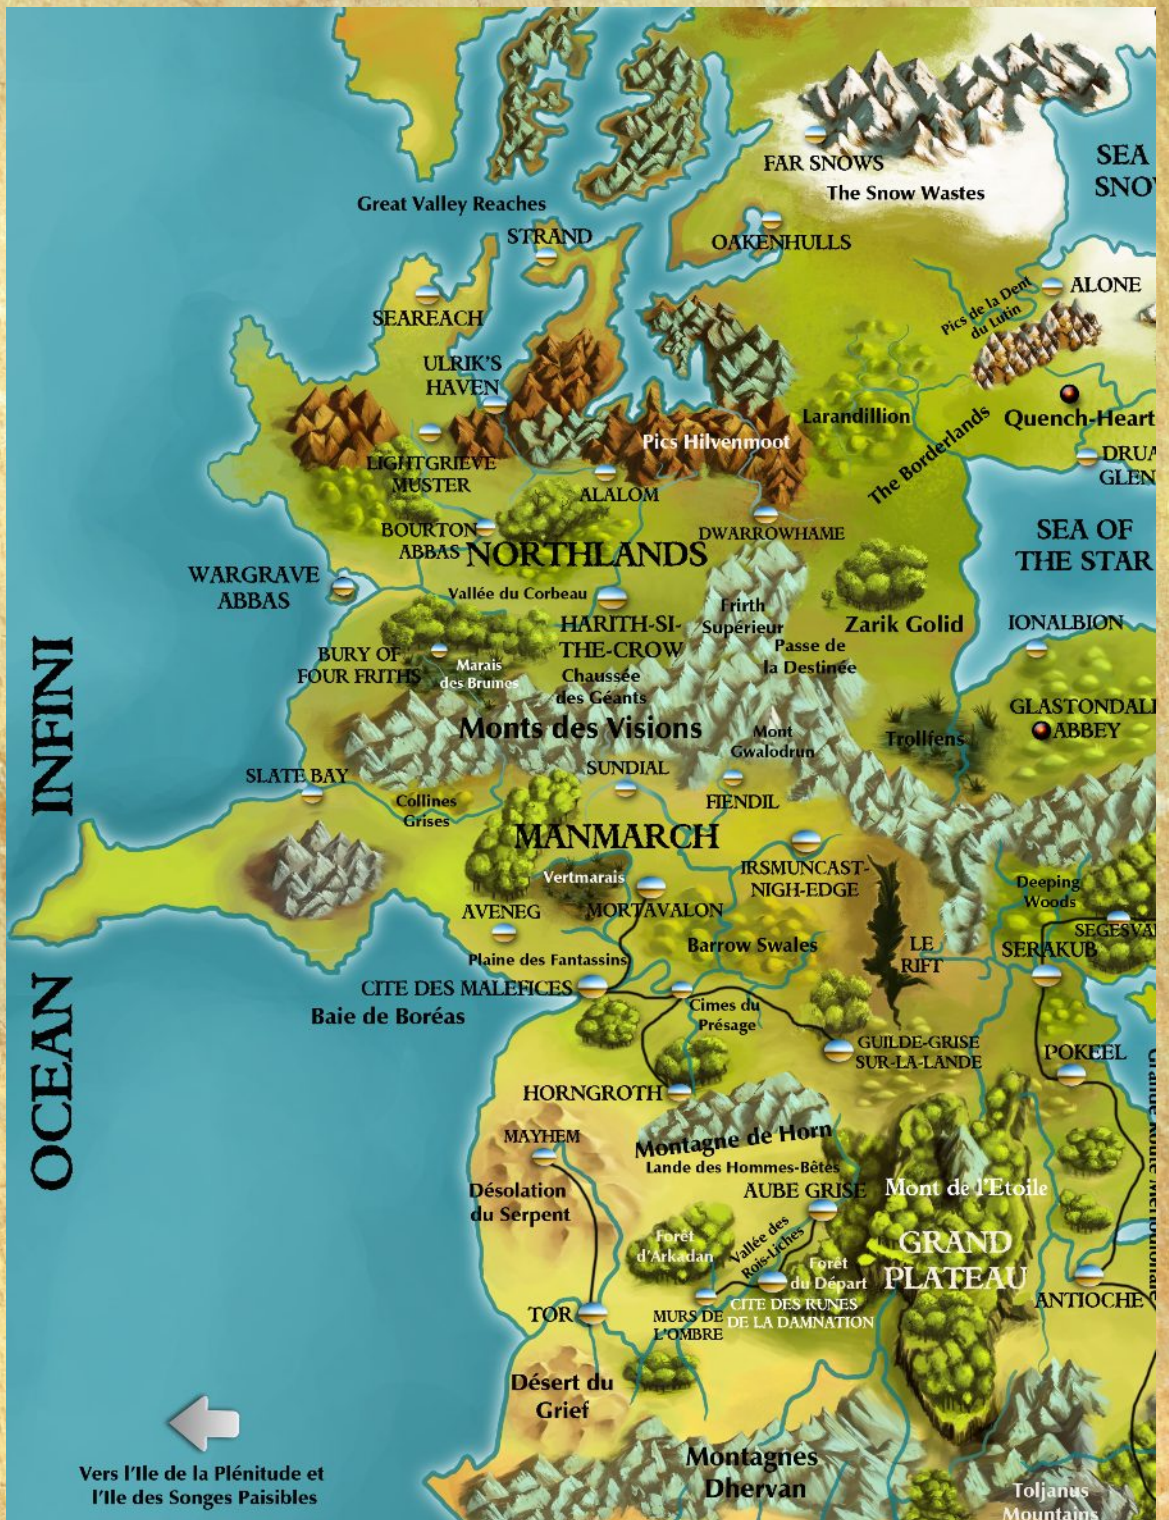 FAR SNOWS
The Snow Wastes
SEA
Great Valley Reaches
STRAND
OAKENHULLS
Pics de la Dent
du Lutin
ALONE
SEAREACH
ULRIK'S
HAVEN
Larandillion
The Borderlands
Quench-Heart
Pics Hilvenmoot
LIGHTGRIEVE
MUSTER
ALALOM
BOURTON
ABBAS
DWARROWHAME
NORTHLANDS
SEA OF
THE STAR
WARGRAVE
ABBAS
Vallée du Corbeau
HARITH-SI-
THE-CROW
Frirth
Supérieur
Zarik Golid
IONALBION
Passe de
la Destinée
BURY OF
FOUR FRITHS
Marais
des Brumes
Chaussée
des Géants
Monts des Visions
Mont
Gwalodrun
Trollfens
ABBEY
OCEAN INFINI
SLATE BAY
SUNDIAL
FIENDIL
Collines
Grises
MANMARCH
IRSMUNCAST-
NIGH-EDGE
Vertmarais
AVENEG
MORTAVALON
Deeping
Woods
Barrow Swales
LE
RIFT
SERAKUB
Plaine des Fantassins
CITE DES MALEFICES
Baie de Boréas
Cimes du
Présage
GUILDE-GRISE
SUR-LA-LANDE
POKEEL
HORNGROTH
Montagne de Horn
MAYHEM
Lande des Hommes-Bêtes
AUBE GRISE
Mont de l'Etoile
Désolation
du Serpent
Forêt
d'Arkadan
Vallée des
Rois-Liches
Forêt
du Départ
GRAND
PLATEAU
CITE DES RUNES
DE LA DAMNATION
MURS DE
L'OMBRE
TOR
ANTIOCHE
Désert du
Grief
Montagnes
Dhervan
Toljanus
Mountains
Vers l'Ile de la Plénitude et
l'Ile des Songes Paisibles